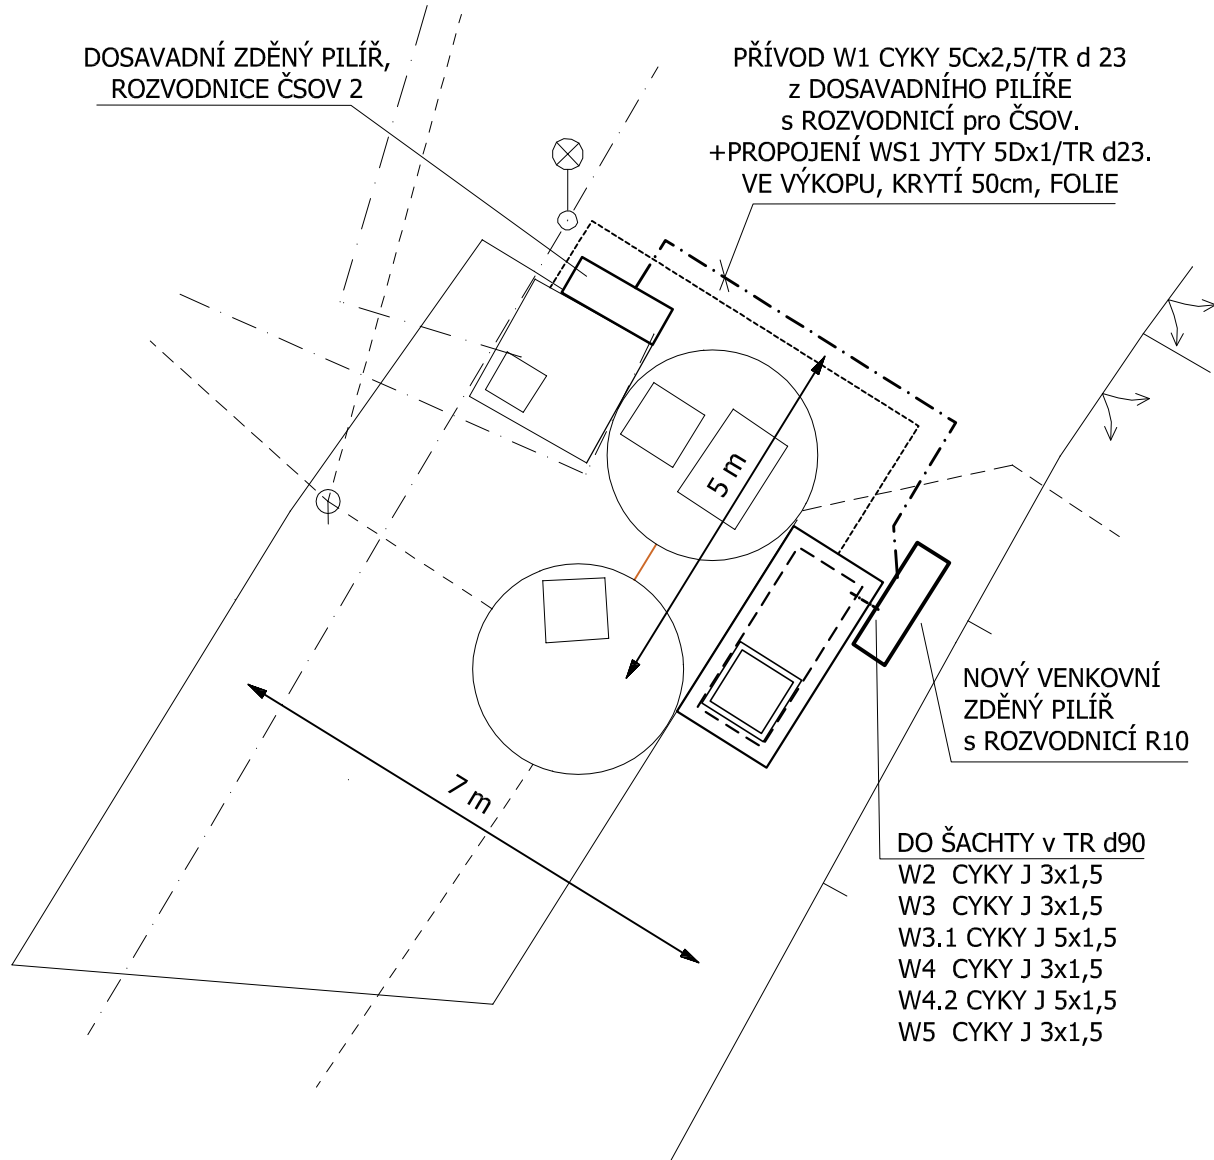 DOSAVADNÍ ZDĚNÝ PILÍŘ,
ROZVODNICE ČSOV 2
PŘÍVOD W1 CYKY 5Cx2,5/TR d 23
z DOSAVADNÍHO PILÍŘE
s ROZVODNICÍ pro ČSOV.
+PROPOJENÍ WS1 JYTY 5Dx1/TR d23.
VE VÝKOPU, KRYTÍ 50cm, FOLIE
5 m
7 m
NOVÝ VENKOVNÍ
ZDĚNÝ PILÍŘ
s ROZVODNICÍ R10
DO ŠACHTY v TR d90
W2 CYKY J 3x1,5
W3 CYKY J 3x1,5
W3.1 CYKY J 5x1,5
W4 CYKY J 3x1,5
W4.2 CYKY J 5x1,5
W5 CYKY J 3x1,5